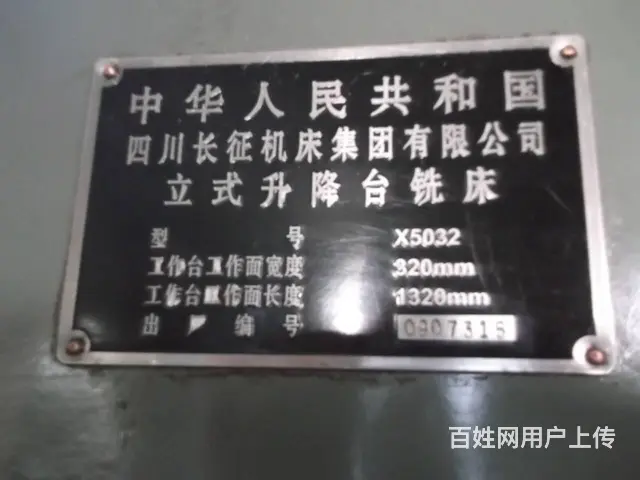 中华人民共和国
四川长征机床集团有限公司
立式升降台铣床
型号 X5032
工作台工作面宽度 320mm
工作台工作面长度 1320mm
出厂编号 0907315
百姓网用户上传